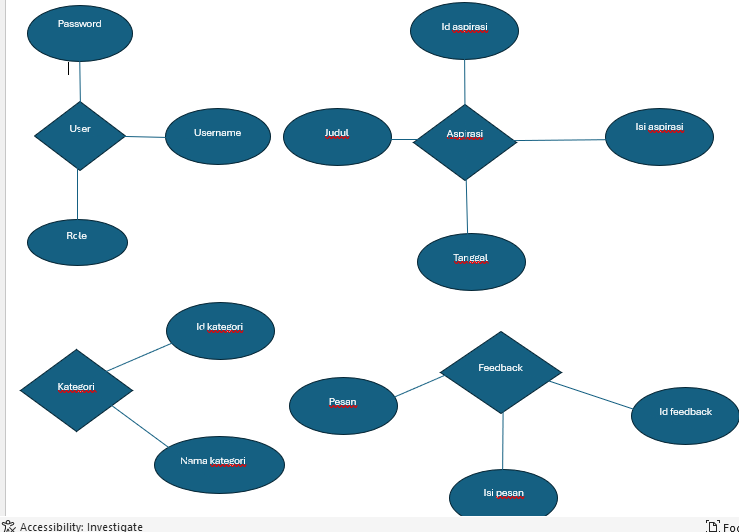 Password
Id aspirasi
User
Username
Judul
Aspirasi
Isi aspirasi
Role
Tanggal
Id kategori
Kategori
Nama kategori
Feedback
Pesan
Id feedback
Isi pesan
Accessibility: Investigate